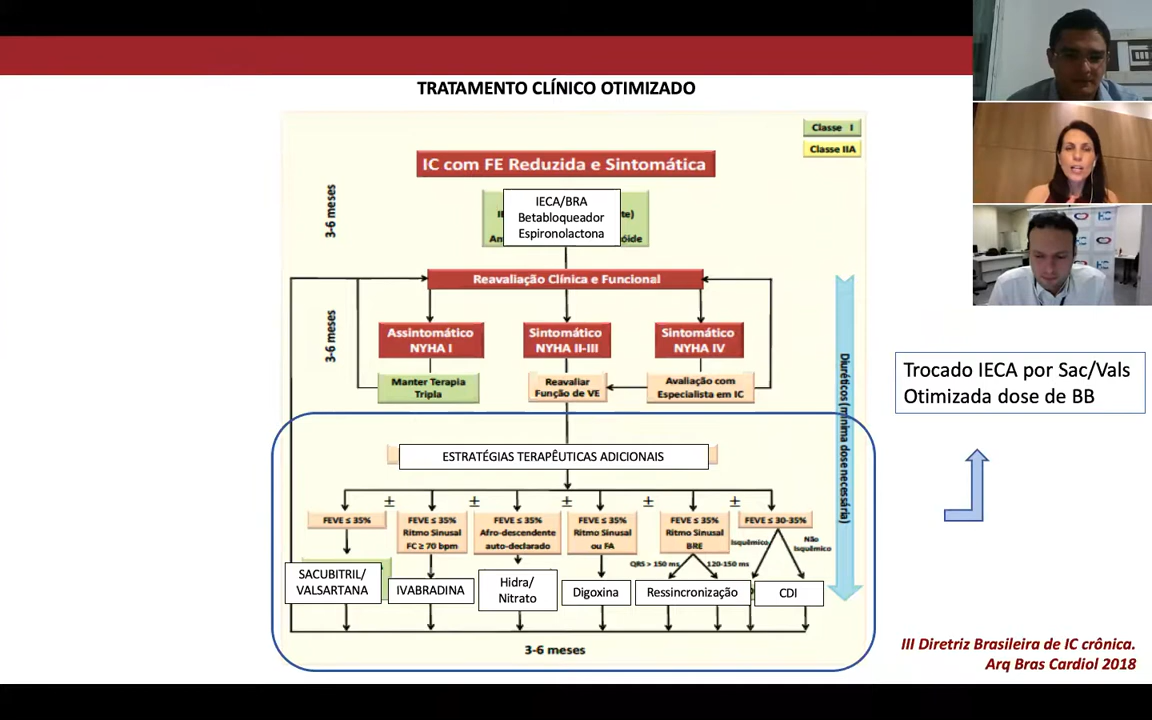 TRATAMENTO CLÍNICO OTIMIZADO
Classe I
Classe IIA
IC com FE Reduzida e Sintomática
3-6 meses
IECA/BRA
Betabloqueador
Espironolactona
Reavaliação Clínica e Funcional
3-6 meses
Assintomático
NYHA I
Sintomático
NYHA II-III
Sintomático
NYHA IV
Manter Terapia
Tripla
Reavaliar
Função de VE
Avaliação com
Especialista em IC
Diuréticos (mínima dose necessária)
Trocado IECA por Sac/Vals
Otimizada dose de BB
ESTRATÉGIAS TERAPÊUTICAS ADICIONAIS
± ± ± ± ±
FEVE ≤ 35%
FEVE ≤ 35%
Ritmo Sinusal
FC ≥ 70 bpm
FEVE ≤ 35%
Afro-descendente
auto-declarado
FEVE ≤ 35%
Ritmo Sinusal
ou FA
FEVE ≤ 35%
Ritmo Sinusal
BRE
FEVE ≤ 30-35%
Isquêmico
Não
Isquêmico
QRS > 150 ms
120-150 ms
SACUBITRIL/
VALSARTANA
IVABRADINA
Hidra/
Nitrato
Digoxina
Ressincronização
CDI
3-6 meses
III Diretriz Brasileira de IC crônica.
Arq Bras Cardiol 2018